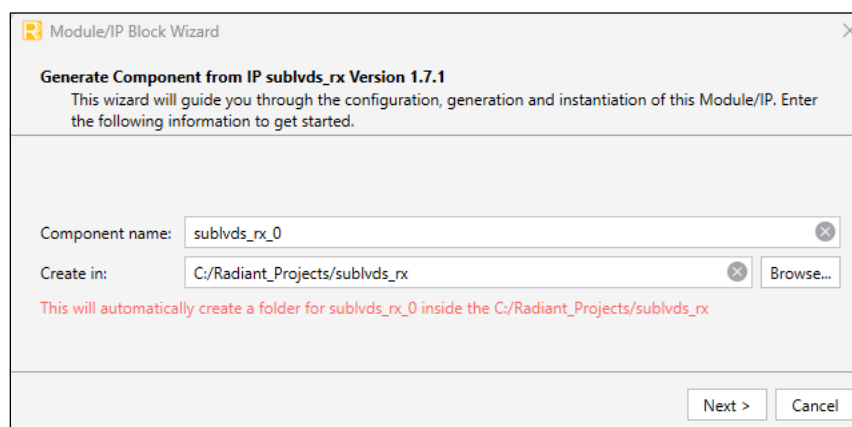 Module/IP Block Wizard
Generate Component from IP sublvds_rx Version 1.7.1
This wizard will guide you through the configuration, generation and instantiation of this Module/IP. Enter
the following information to get started.
Component name: sublvds_rx_0
Create in: C:/Radiant_Projects/sublvds_rx Browse...
This will automatically create a folder for sublvds_rx_0 inside the C:/Radiant_Projects/sublvds_rx
Next > Cancel